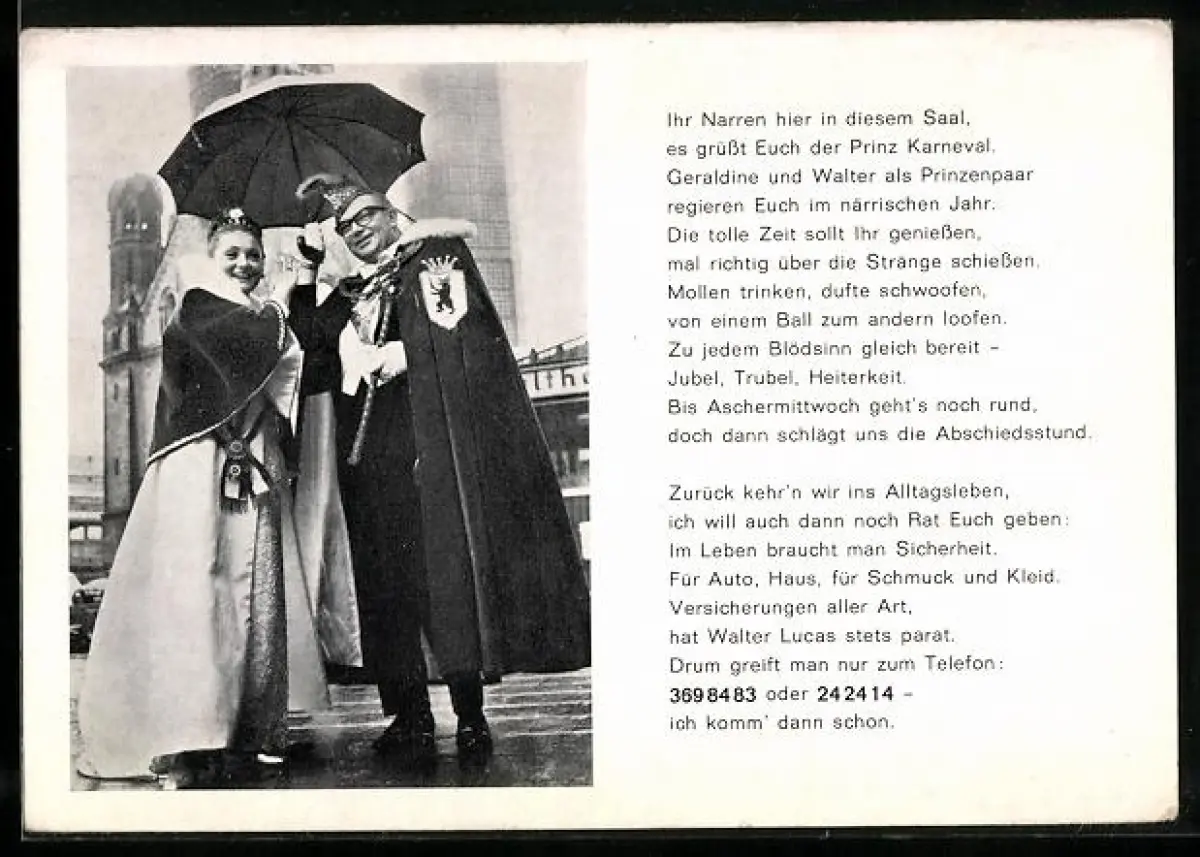 Ihr Narren hier in diesem Saal,
es grüßt Euch der Prinz Karneval.
Geraldine und Walter als Prinzenpaar
regieren Euch im närrischen Jahr.
Die tolle Zeit sollt Ihr genießen,
mal richtig über die Stränge schießen.
Mollen trinken, dufte schwoofen,
von einem Ball zum andern loofen.
Zu jedem Blödsinn gleich bereit –
Jubel, Trubel, Heiterkeit.
Bis Aschermittwoch geht's noch rund,
doch dann schlägt uns die Abschiedsstund.

Zurück kehr'n wir ins Alltagsleben,
ich will auch dann noch Rat Euch geben:
Im Leben braucht man Sicherheit.
Für Auto, Haus, für Schmuck und Kleid.
Versicherungen aller Art,
hat Walter Lucas stets parat.
Drum greift man nur zum Telefon:
3698483 oder 242414 –
ich komm' dann schon.